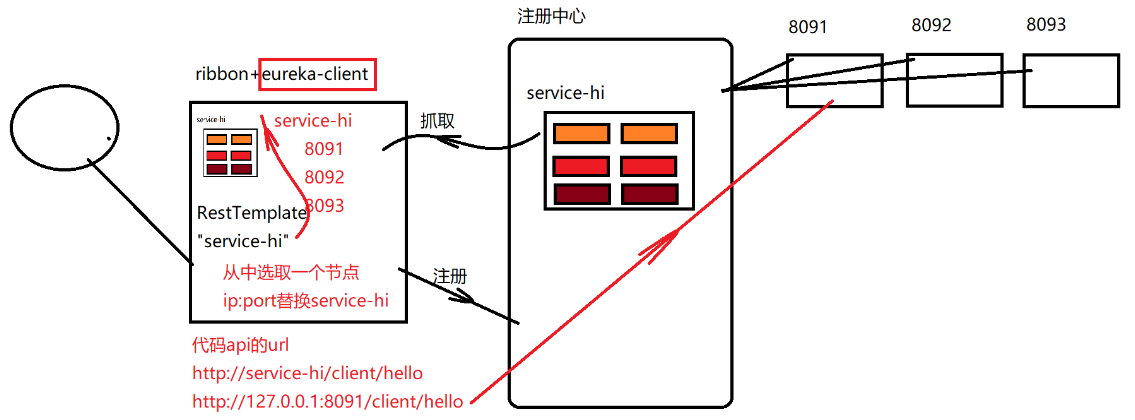 注册中心
8091
8092
8093
ribbon+eureka-client
service-hi
service-hi
service-hi
8091
8092
8093
抓取
RestTemplate
"service-hi"
从中选取一个节点
ip:port替换service-hi
注册
代码api的url
http://service-hi/client/hello
http://127.0.0.1:8091/client/hello